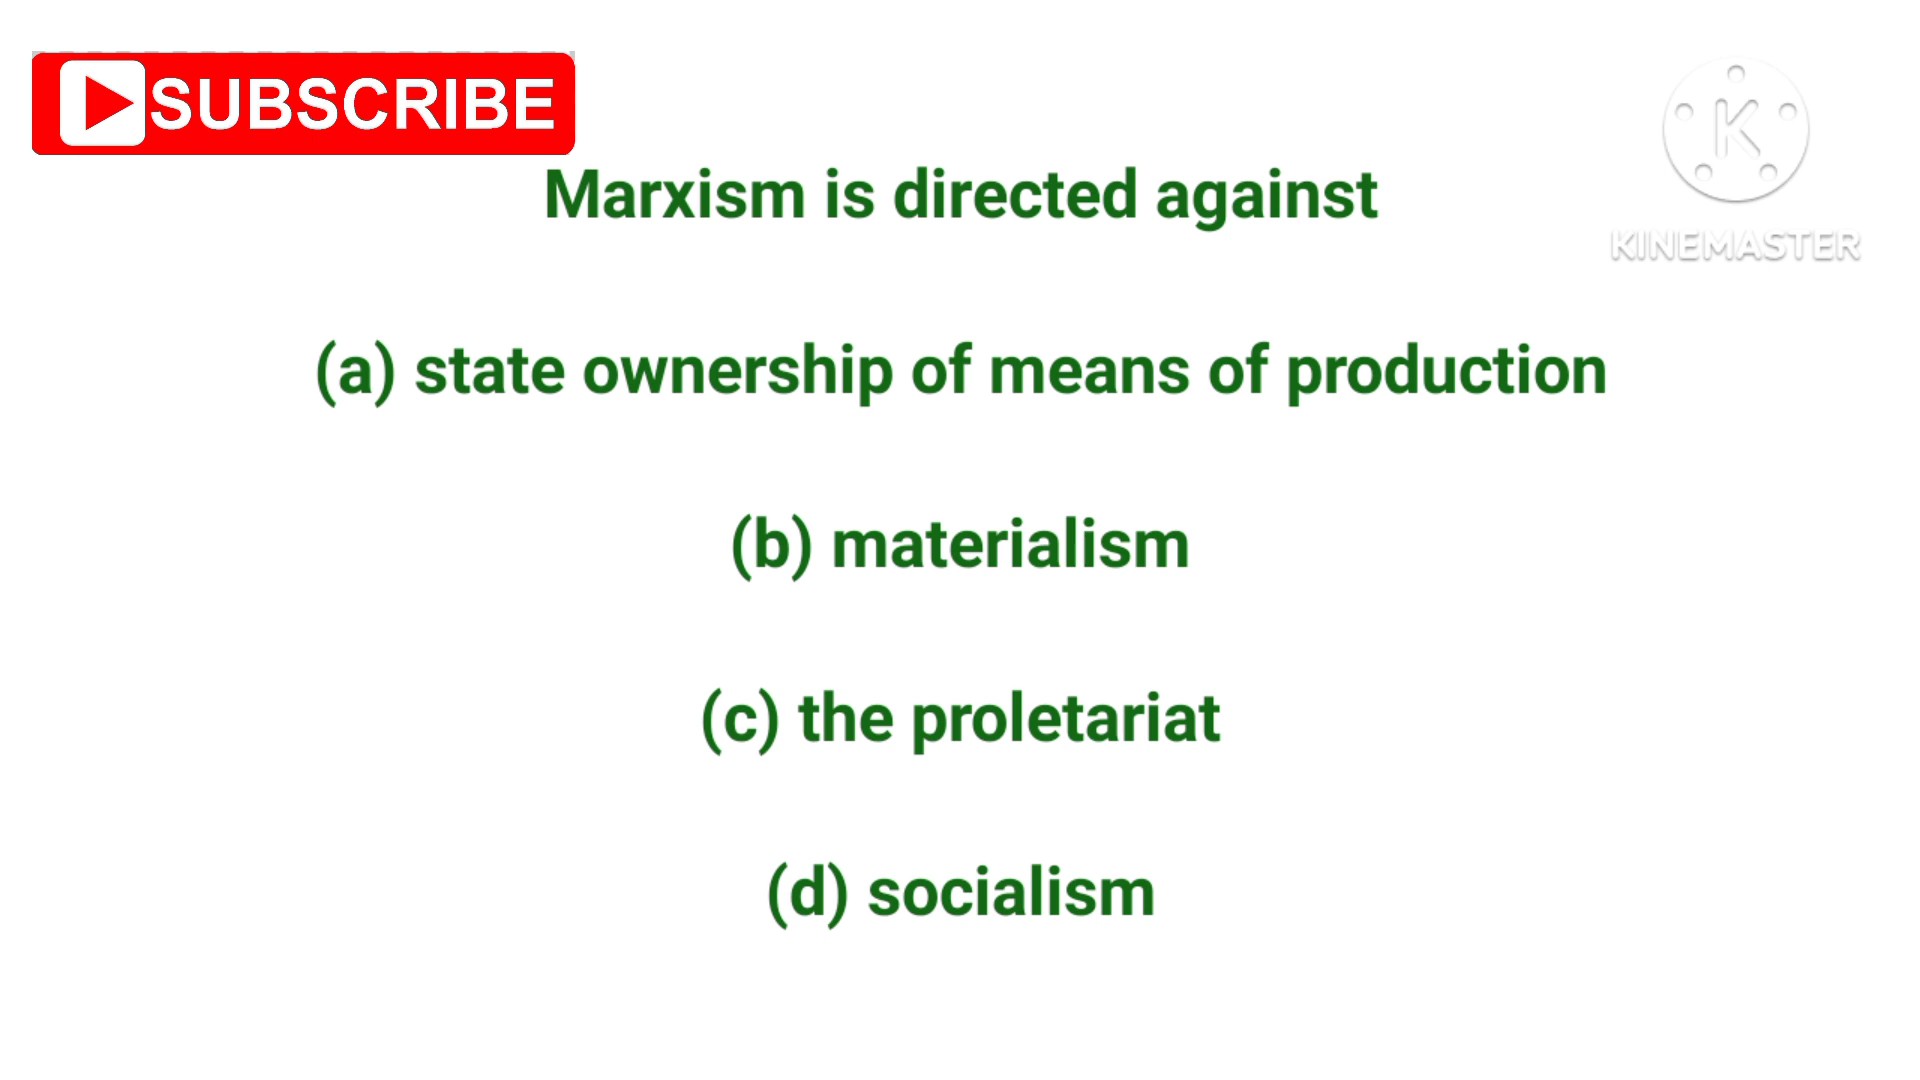 SUBSCRIBE
KINEMASTER
Marxism is directed against
(a) state ownership of means of production
(b) materialism
(c) the proletariat
(d) socialism